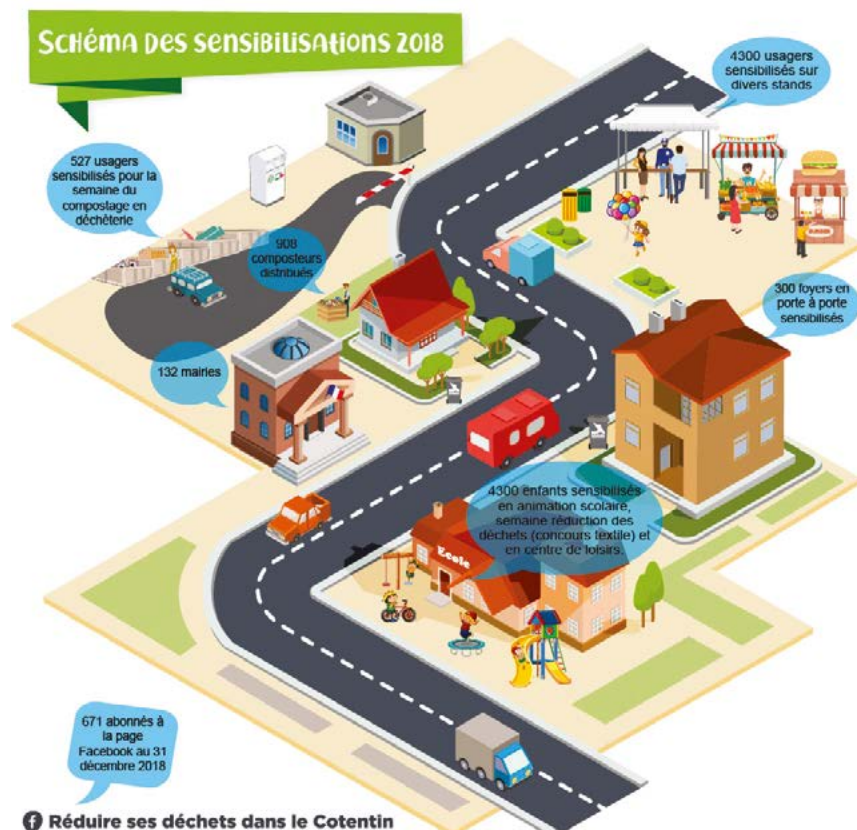 Schéma des sensibilisations 2018
4300 usagers
sensibilisés sur
divers stands
527 usagers
sensibilisés pour la
semaine du
compostage en
déchèterie
908
composteurs
distribués
300 foyers en
porte à porte
sensibilisés
132 mairies
4300 enfants sensibilisés
en animation scolaire,
semaine réduction des
déchets (concours textile) et
en centre de loisirs.
Ecole
671 abonnés à
la page
Facebook au 31
décembre 2018
Réduire ses déchets dans le Cotentin